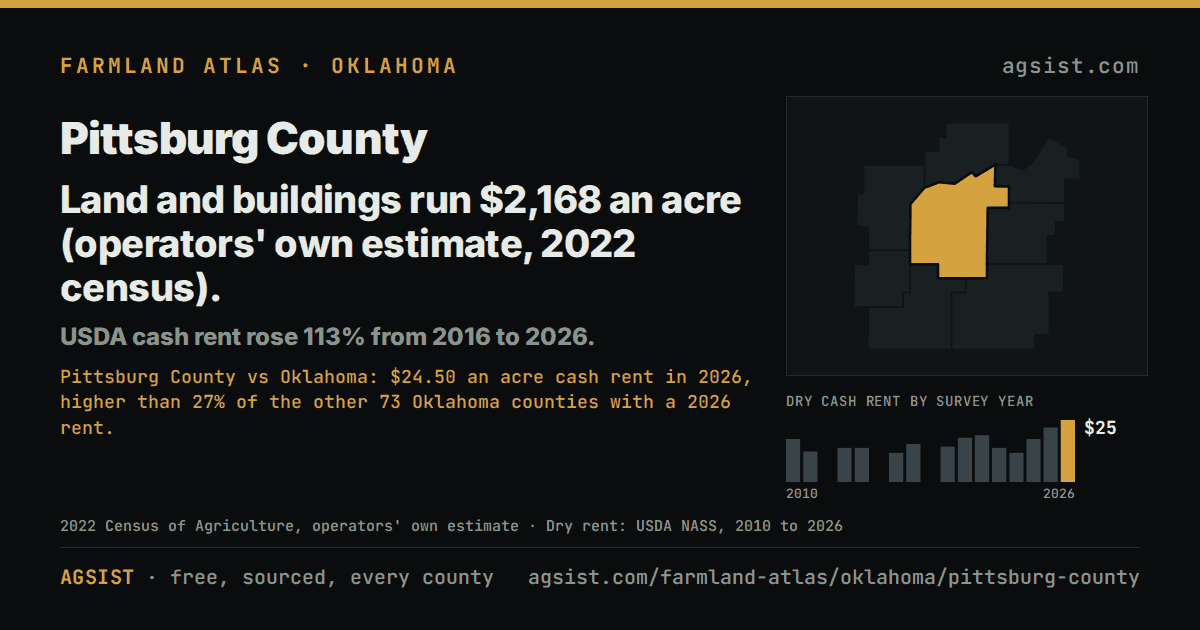 FARMLAND ATLAS · OKLAHOMA
agsist.com
Pittsburg County
Land and buildings run $2,168 an acre
(operators' own estimate, 2022
census).
USDA cash rent rose 113% from 2016 to 2026.
Pittsburg County vs Oklahoma: $24.50 an acre cash rent in 2026,
higher than 27% of the other 73 Oklahoma counties with a 2026
rent.
DRY CASH RENT BY SURVEY YEAR
$25
2010
2026
2022 Census of Agriculture, operators' own estimate · Dry rent: USDA NASS, 2010 to 2026
AGSIST · free, sourced, every county
agsist.com/farmland-atlas/oklahoma/pittsburg-county